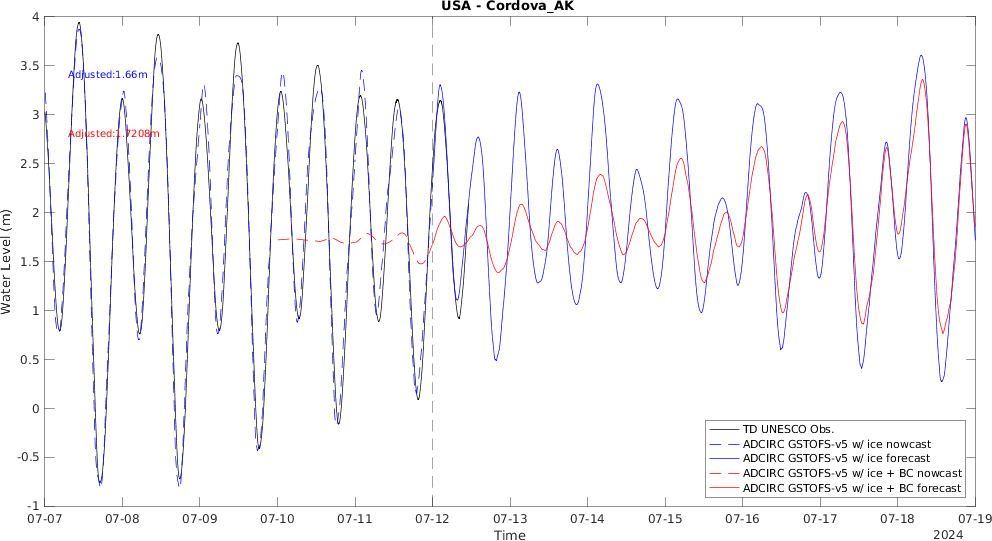 USA - Cordova_AK
4
3.5
3
2.5
2
1.5
1
0.5
0
-0.5
-1
Water Level (m)
Adjusted:1.66m
Adjusted:1.7208m
TD UNESCO Obs.
ADCIRC GSTOFS-v5 w/ ice nowcast
ADCIRC GSTOFS-v5 w/ ice forecast
ADCIRC GSTOFS-v5 w/ ice + BC nowcast
ADCIRC GSTOFS-v5 w/ ice + BC forecast
07-07 07-08 07-09 07-10 07-11 07-12 07-13 07-14 07-15 07-16 07-17 07-18 07-19
Time
2024